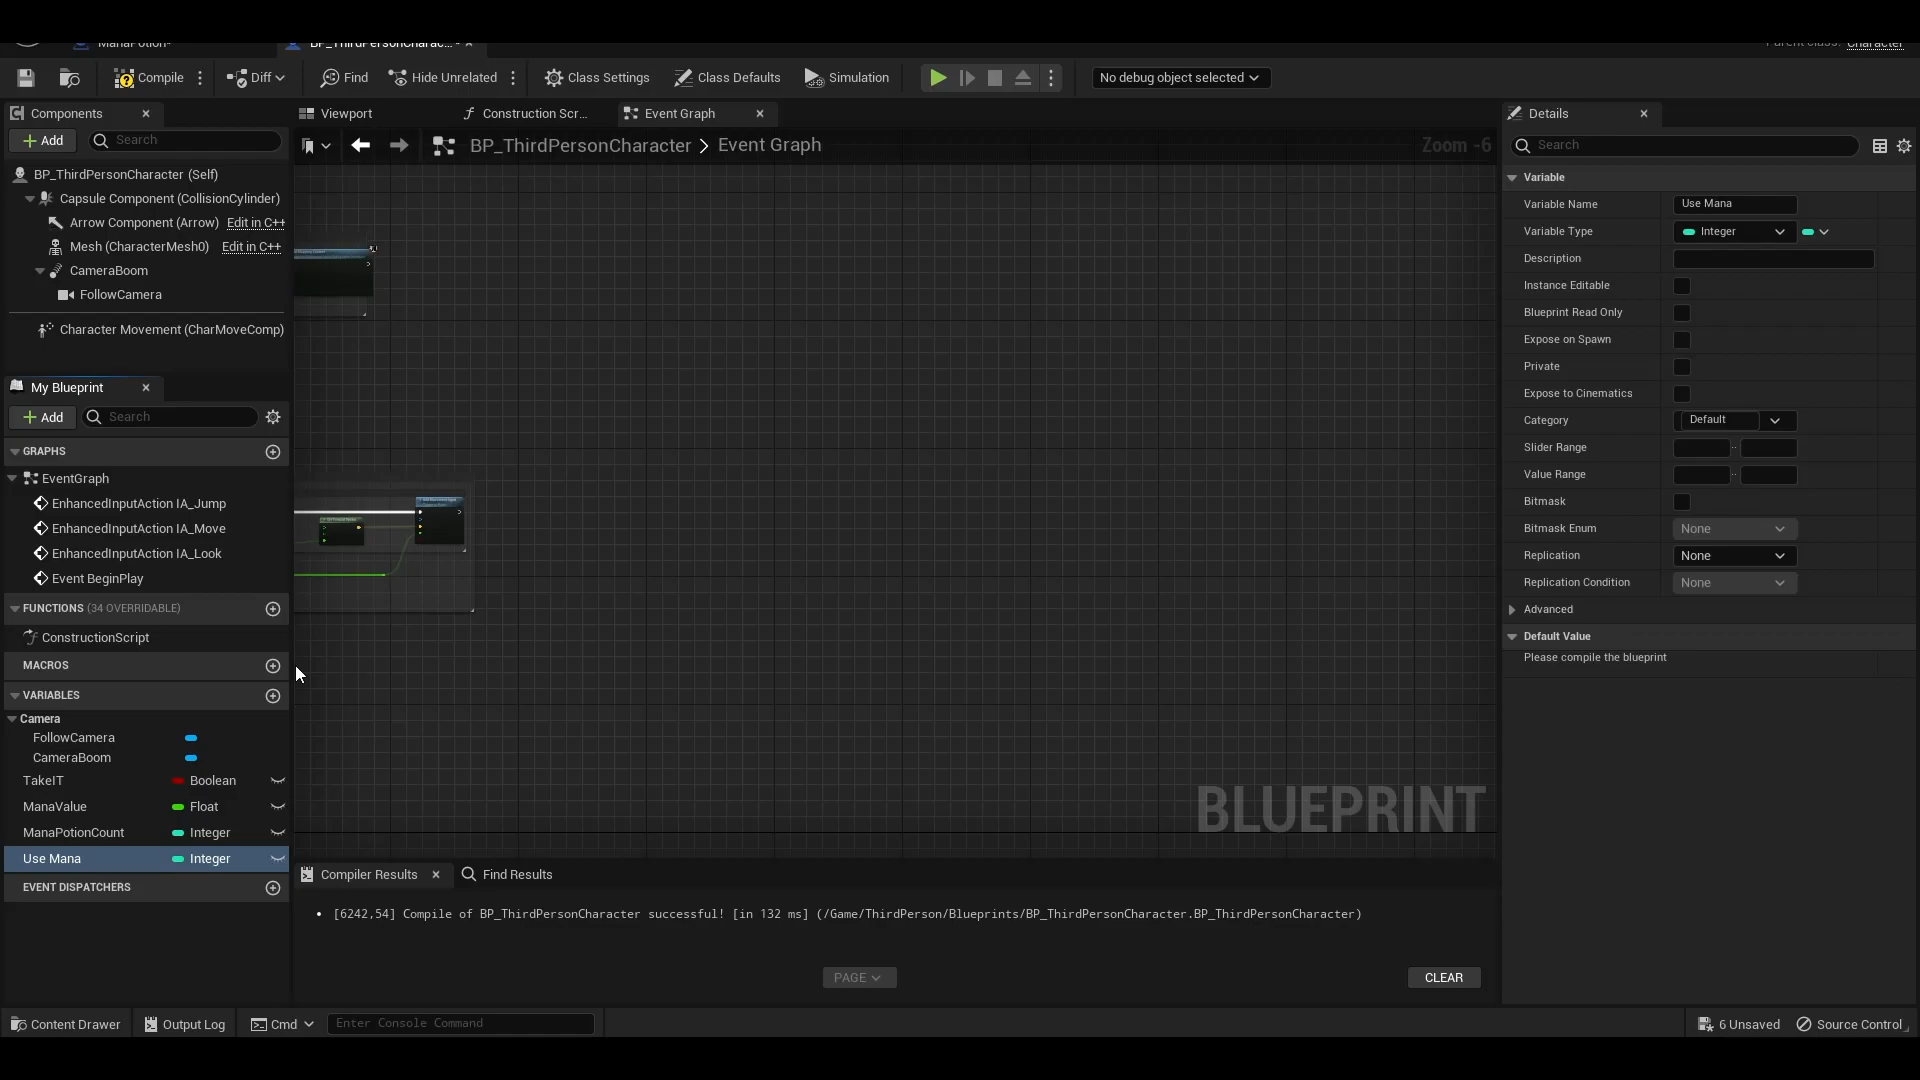 ManaPotion*
BP_ThirdPersonCharac...*
Parent class: Character
Compile
Diff
Find
Hide Unrelated
Class Settings
Class Defaults
Simulation
No debug object selected
Components
Viewport
Construction Scr...
Event Graph
Details
Add
Search
BP_ThirdPersonCharacter > Event Graph
Zoom -6
Search
BP_ThirdPersonCharacter (Self)
Capsule Component (CollisionCylinder)
Arrow Component (Arrow) Edit in C++
Mesh (CharacterMesh0) Edit in C++
CameraBoom
FollowCamera
Character Movement (CharMoveComp)
My Blueprint
Add
Search
GRAPHS
EventGraph
EnhancedInputAction IA_Jump
EnhancedInputAction IA_Move
EnhancedInputAction IA_Look
Event BeginPlay
FUNCTIONS (34 OVERRIDABLE)
ConstructionScript
MACROS
VARIABLES
Camera
FollowCamera
CameraBoom
TakeIT Boolean
ManaValue Float
ManaPotionCount Integer
Use Mana Integer
EVENT DISPATCHERS
BLUEPRINT
Compiler Results
Find Results
• [6242,54] Compile of BP_ThirdPersonCharacter successful! [in 132 ms] (/Game/ThirdPerson/Blueprints/BP_ThirdPersonCharacter.BP_ThirdPersonCharacter)
PAGE
CLEAR
Variable
Variable Name Use Mana
Variable Type Integer
Description
Instance Editable
Blueprint Read Only
Expose on Spawn
Private
Expose to Cinematics
Category Default
Slider Range ..
Value Range ..
Bitmask
Bitmask Enum None
Replication None
Replication Condition None
Advanced
Default Value
Please compile the blueprint
Content Drawer
Output Log
Cmd
Enter Console Command
6 Unsaved
Source Control